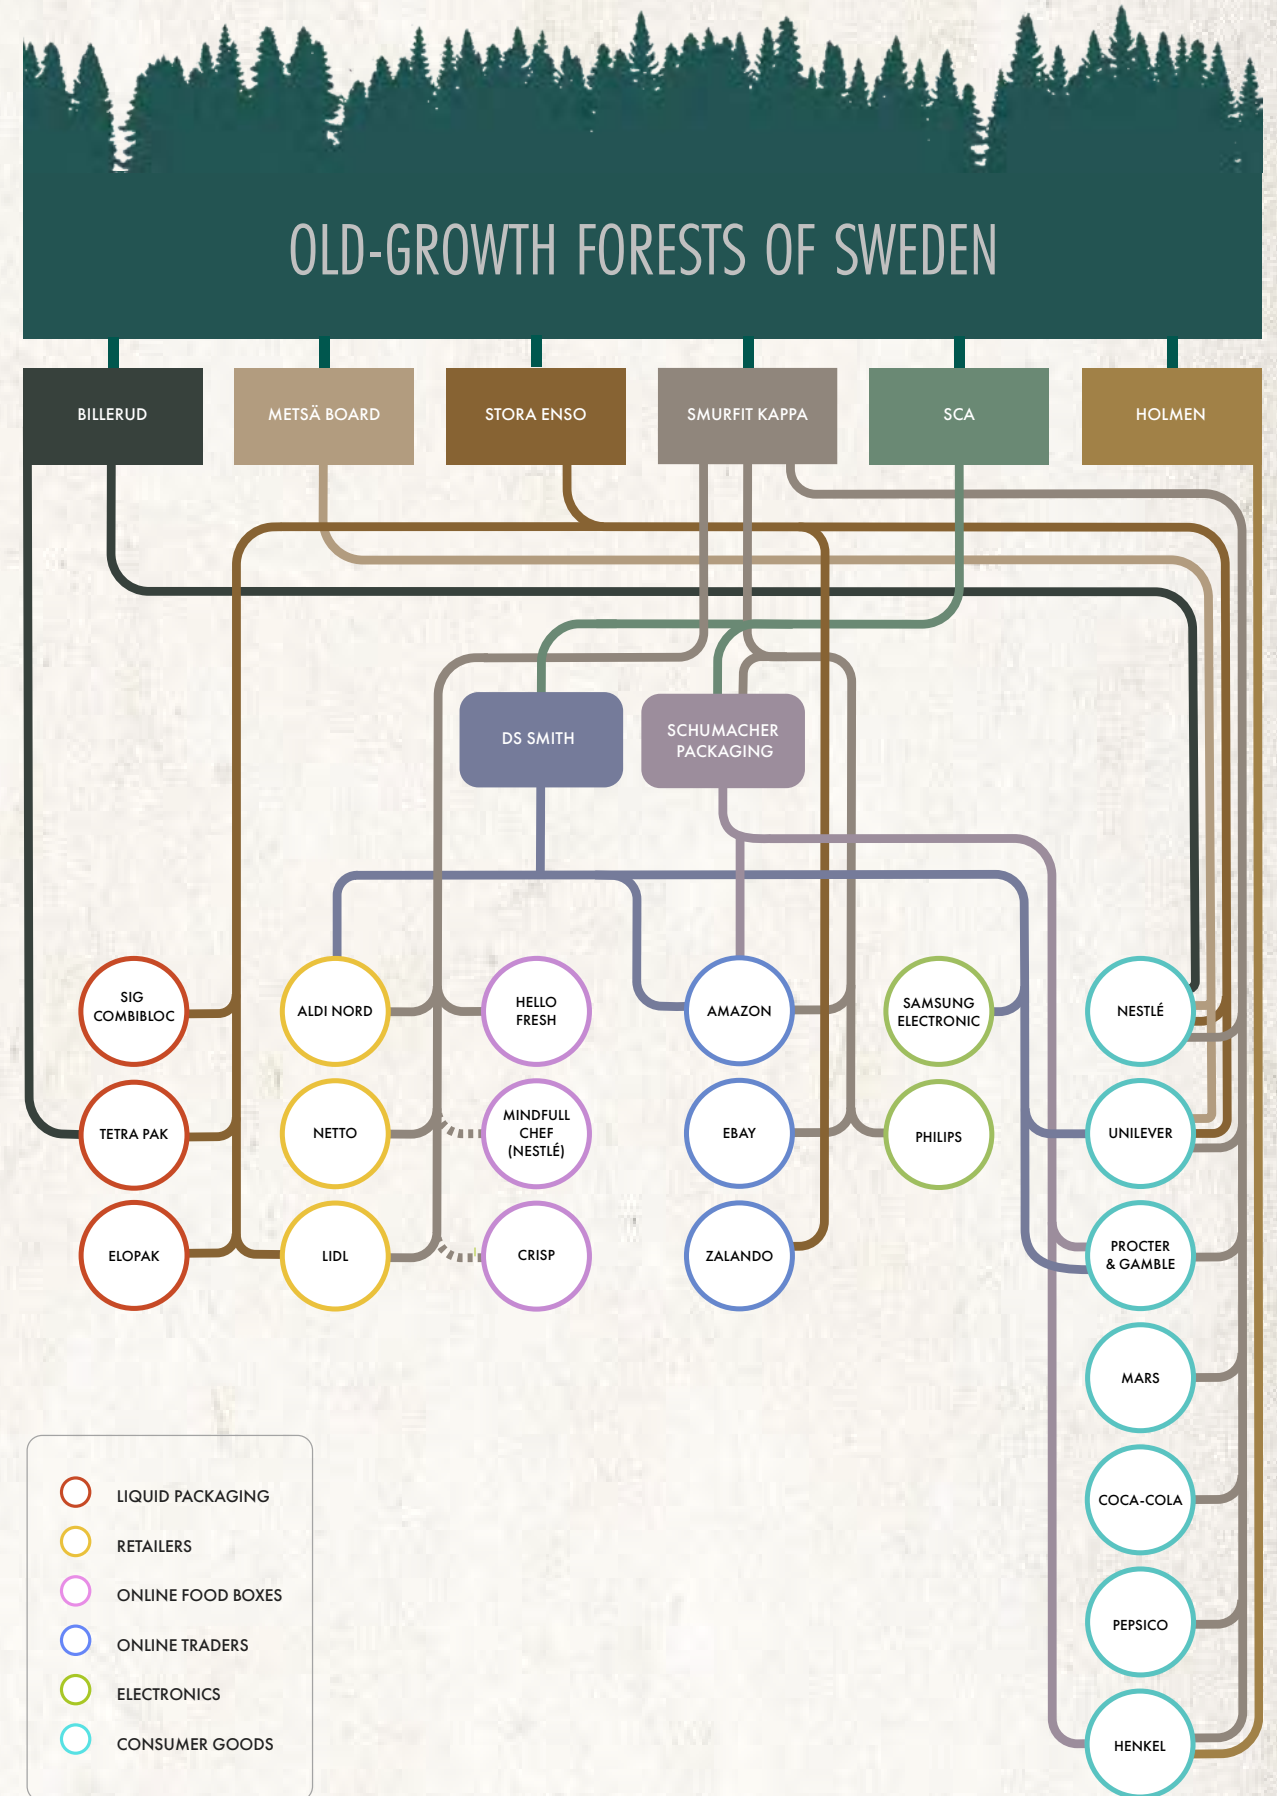 OLD-GROWTH FORESTS OF SWEDEN
BILLERUD
METSÄ BOARD
STORA ENSO
SMURFIT KAPPA
SCA
HOLMEN
DS SMITH
SCHUMACHER
PACKAGING
SIG
COMBIBLOC
ALDI NORD
HELLO
FRESH
AMAZON
SAMSUNG
ELECTRONIC
NESTLÉ
TETRA PAK
NETTO
MINDFULL
CHEF
(NESTLÉ)
EBAY
PHILIPS
UNILEVER
ELOPAK
LIDL
CRISP
ZALANDO
PROCTER
& GAMBLE
MARS
COCA-COLA
PEPSICO
HENKEL
LIQUID PACKAGING
RETAILERS
ONLINE FOOD BOXES
ONLINE TRADERS
ELECTRONICS
CONSUMER GOODS